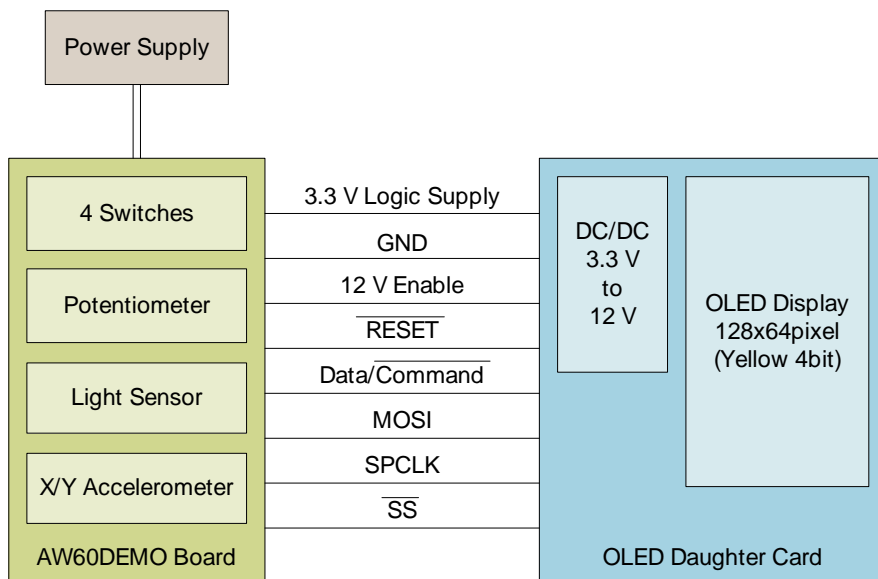 Power Supply
4 Switches
Potentiometer
Light Sensor
X/Y Accelerometer
AW60DEMO Board
3.3 V Logic Supply
GND
12 V Enable
RESET
Data/Command
MOSI
SPCLK
SS
DC/DC
3.3 V
to
12 V
OLED Display
128x64pixel
(Yellow 4bit)
OLED Daughter Card